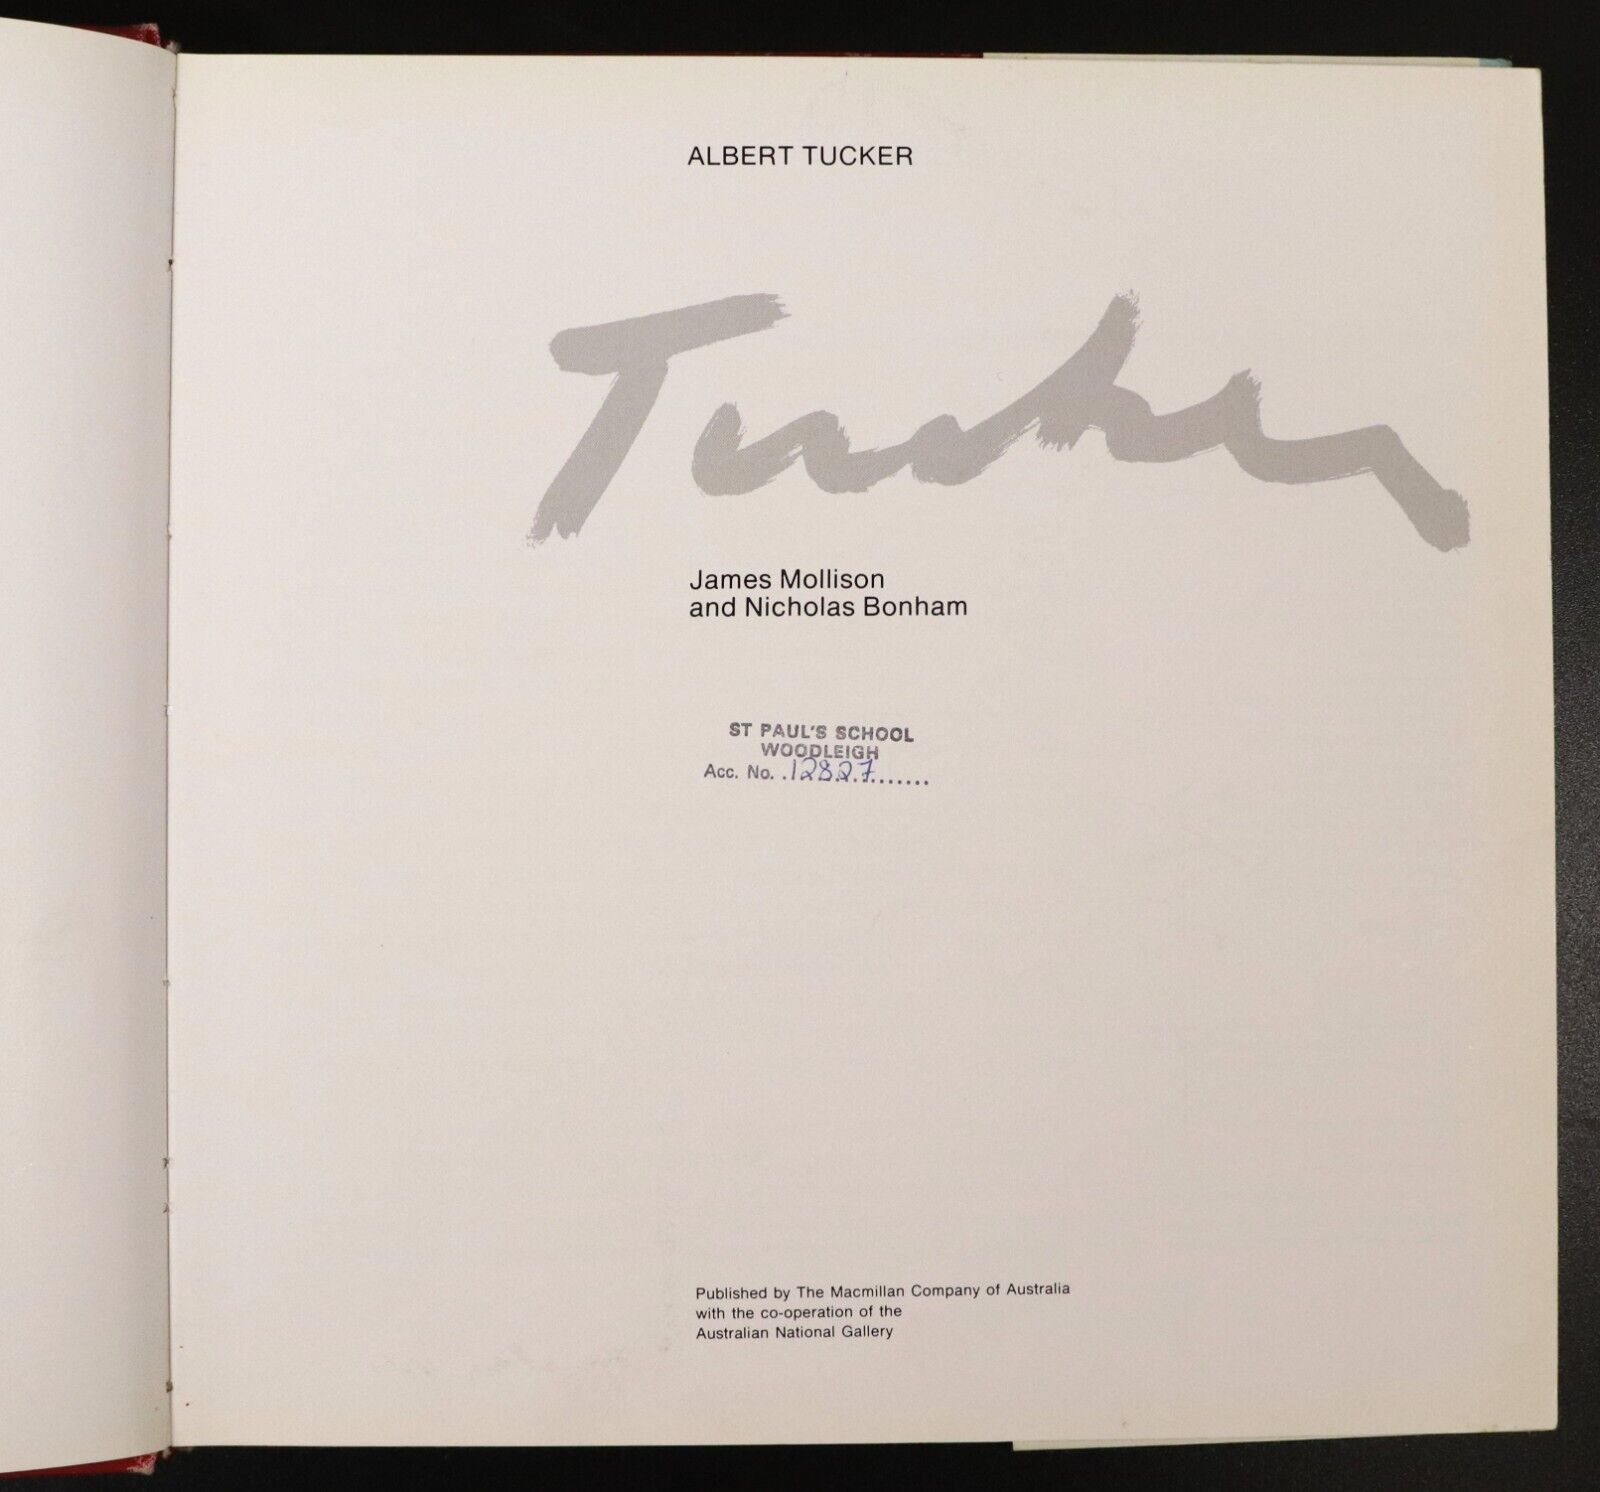 ALBERT TUCKER
Tucker
James Mollison
and Nicholas Bonham
ST PAUL'S SCHOOL
WOODLEIGH
Acc. No. .12827.......
Published by The Macmillan Company of Australia
with the co-operation of the
Australian National Gallery